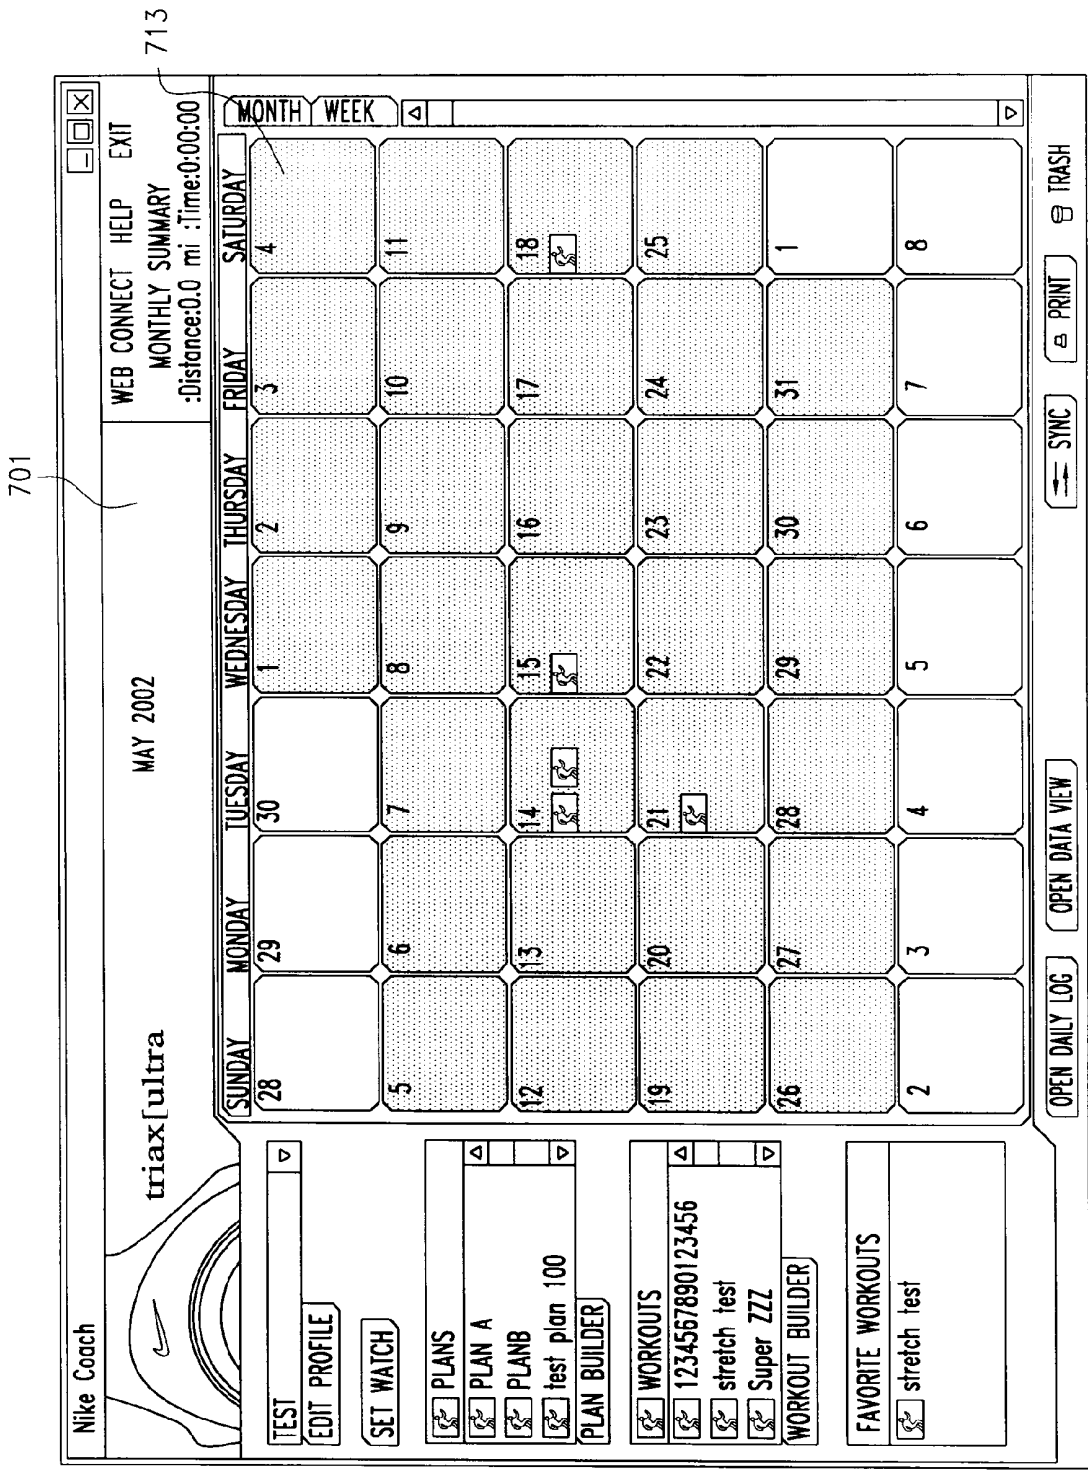 701
713
Nike Coach
triax[ultra
MAY 2002
WEB CONNECT HELP EXIT
MONTHLY SUMMARY
:Distance:0.0 mi :Time:0:00:00
TEST
EDIT PROFILE
SET WATCH
PLANS
PLAN A
PLANB
test plan 100
PLAN BUILDER
WORKOUTS
1234567890123456
stretch test
Super ZZZ
WORKOUT BUILDER
FAVORITE WORKOUTS
stretch test
SUNDAY MONDAY TUESDAY WEDNESDAY THURSDAY FRIDAY SATURDAY
28 29 30 1 2 3 4
5 6 7 8 9 10 11
12 13 14 15 16 17 18
19 20 21 22 23 24 25
26 27 28 29 30 31 1
2 3 4 5 6 7 8
MONTH
WEEK
OPEN DAILY LOG OPEN DATA VIEW SYNC PRINT TRASH